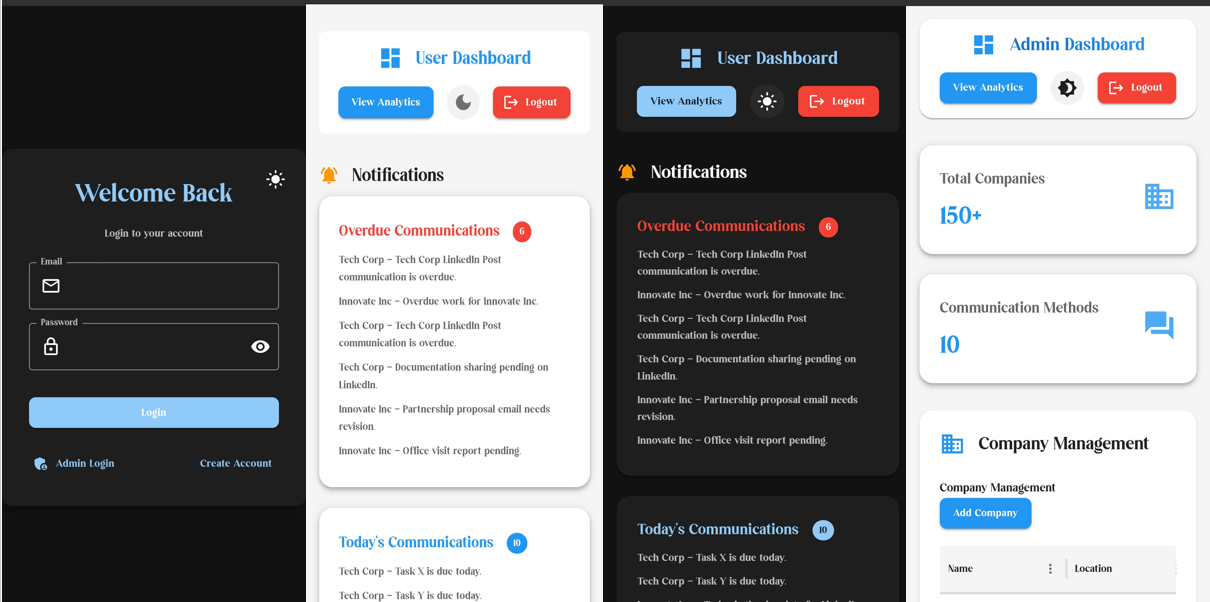 Welcome Back
Login to your account
Email
Password
Login
Admin Login
Create Account
User Dashboard
View Analytics
Logout
Notifications
Overdue Communications 6
Tech Corp – Tech Corp LinkedIn Post
communication is overdue.
Innovate Inc – Overdue work for Innovate Inc.
Tech Corp – Tech Corp LinkedIn Post
communication is overdue.
Tech Corp – Documentation sharing pending on
LinkedIn.
Innovate Inc – Partnership proposal email needs
revision.
Innovate Inc – Office visit report pending.
Today's Communications 10
Tech Corp – Task X is due today.
Tech Corp – Task Y is due today.
User Dashboard
View Analytics
Logout
Notifications
Overdue Communications 6
Tech Corp – Tech Corp LinkedIn Post
communication is overdue.
Innovate Inc – Overdue work for Innovate Inc.
Tech Corp – Tech Corp LinkedIn Post
communication is overdue.
Tech Corp – Documentation sharing pending on
LinkedIn.
Innovate Inc – Partnership proposal email needs
revision.
Innovate Inc – Office visit report pending.
Today's Communications 10
Tech Corp – Task X is due today.
Tech Corp – Task Y is due today.
Admin Dashboard
View Analytics
Logout
Total Companies
150+
Communication Methods
10
Company Management
Company Management
Add Company
Name
Location